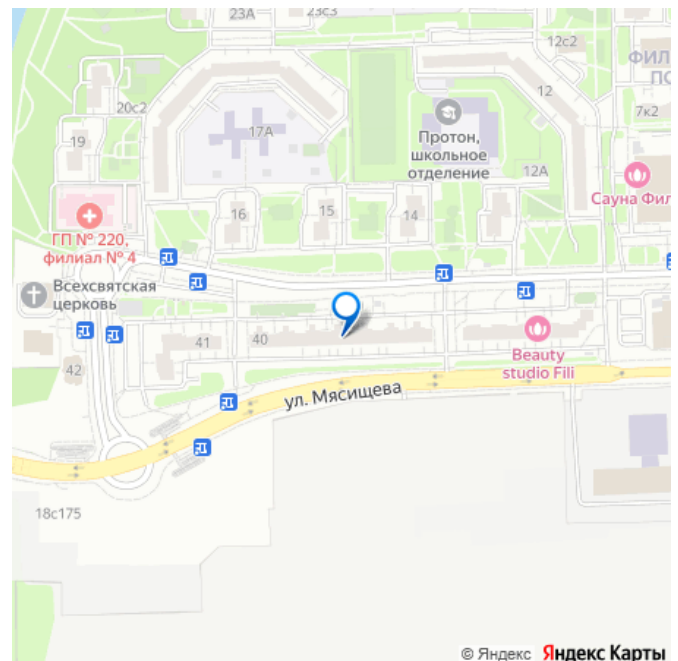 23А
23с3
12с2
ФИЛ
ПО
20с2
12
7к2
17А
Протон,
школьное
отделение
19
12А
Сауна Фил
16
15
14
ГП № 220,
филиал № 4
Всехсвятская
церковь
41
40
Beauty
studio Fili
42
ул. Мясищева
18с175
© Яндекс Яндекс Карты